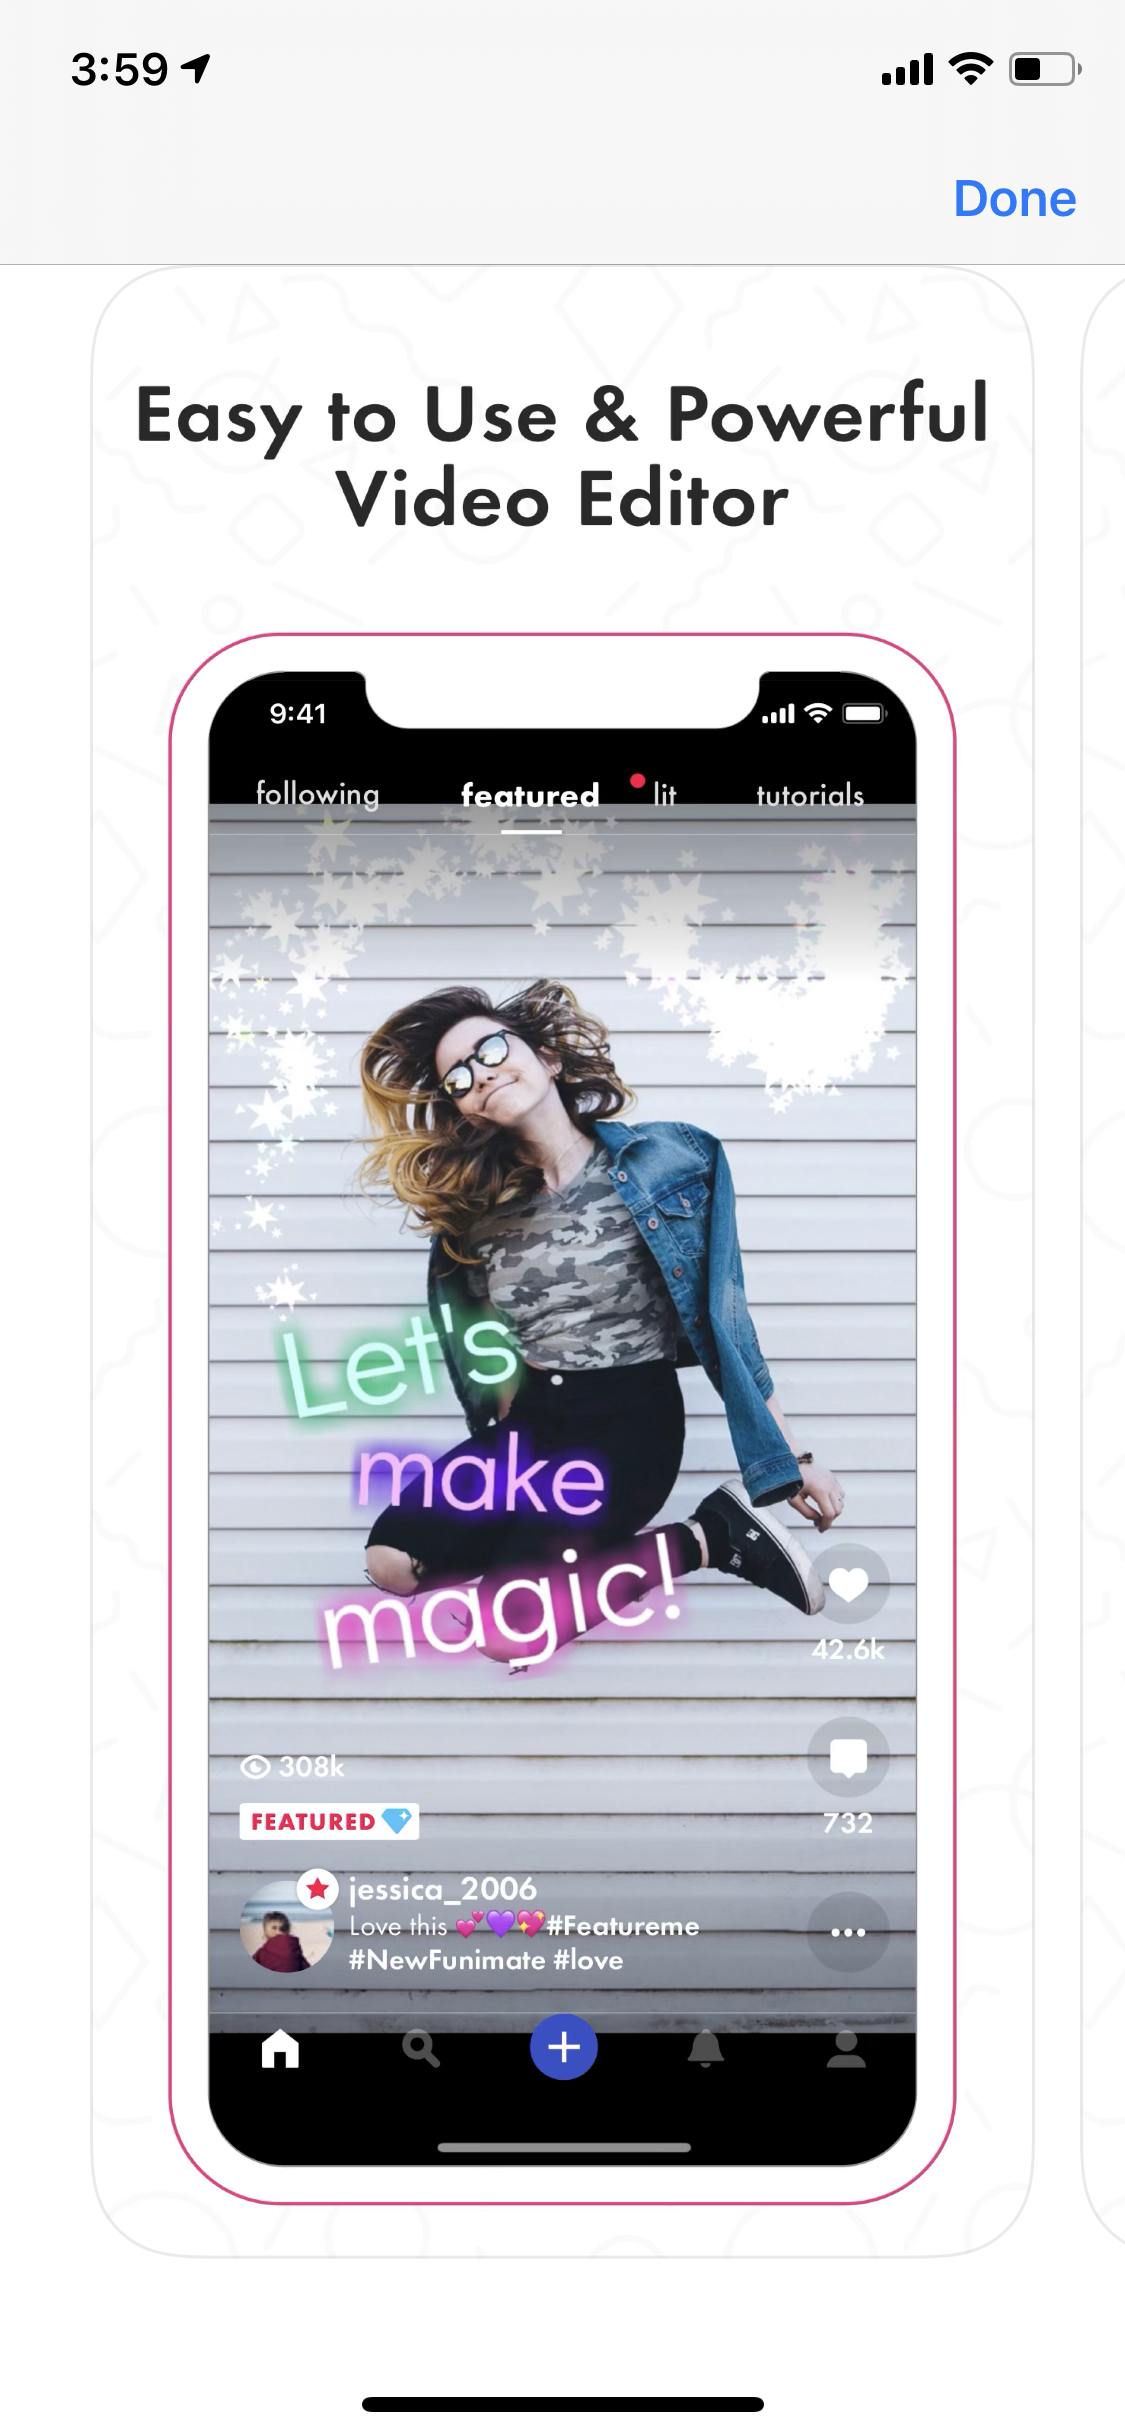 3:59
Done
Easy to Use & Powerful
Video Editor
9:41
following featured lit tutorials
Let's
make
magic!
42.6k
308k
FEATURED
732
jessica_2006
Love this 💕💜💖#Featureme
#NewFunimate #love